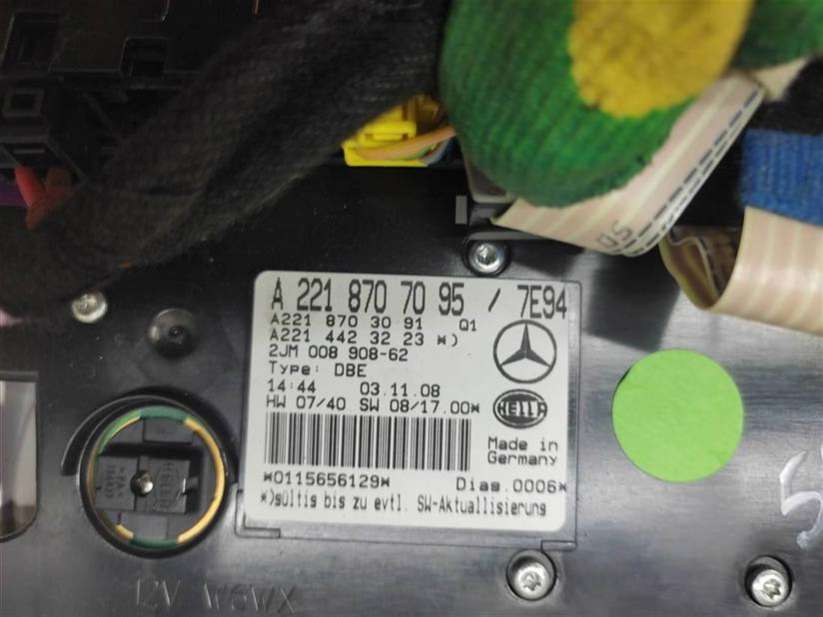 A 221 870 70 95 / 7E94
A221 870 30 91 Q1
A221 442 32 23 *)
2JM 008 908-62
Type: DBE
14:44 03.11.08
HW 07/40 SW 08/17.00*
HELLA
Made in
Germany
*0115656129* Dias.0006*
*)gültis bis zu evtl. SW-Aktuallisierung
12V W6WX